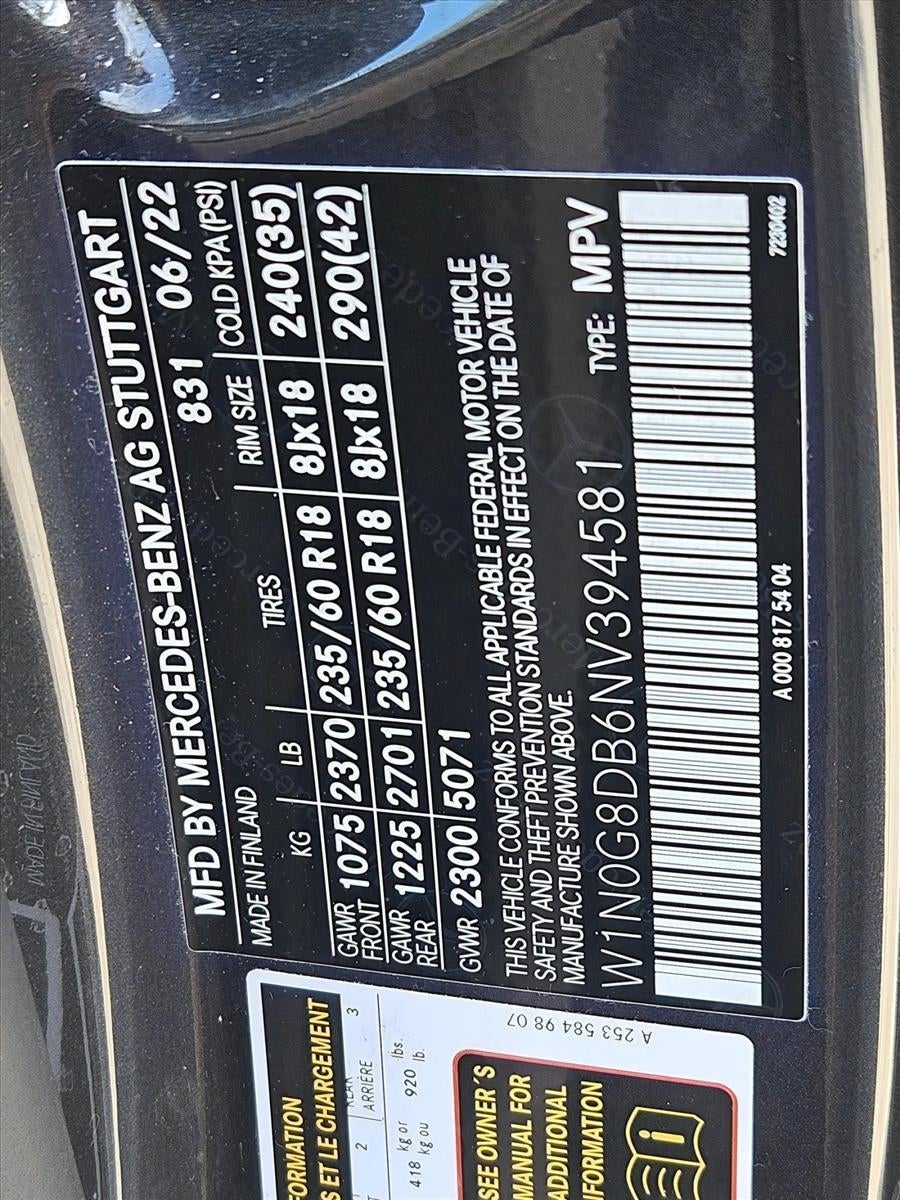 MFD BY MERCEDES-BENZ AG STUTTGART
MADE IN FINLAND 831 06/22
KG LB TIRES RIM SIZE COLD KPA (PSI)
GAWR FRONT 1075 2370 235/60 R18 8Jx18 240(35)
GAWR REAR 1225 2701 235/60 R18 8Jx18 290(42)
GVWR 2300 5071
THIS VEHICLE CONFORMS TO ALL APPLICABLE FEDERAL MOTOR VEHICLE
SAFETY AND THEFT PREVENTION STANDARDS IN EFFECT ON THE DATE OF
MANUFACTURE SHOWN ABOVE.
W1N0G8DB6NV394581 TYPE: MPV
A 000 817 54 04
7230402
A 253 584 98 07
FORMATION
S ET LE CHARGEMENT
2 ARRIÈRE 3
418 kg or 920 lbs.
kg ou lb.
SEE OWNER'S
MANUAL FOR
ADDITIONAL
INFORMATION